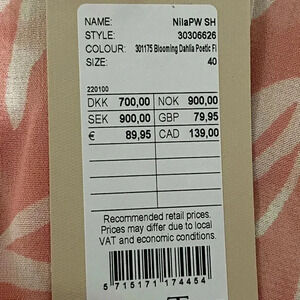 NAME: NilaPW SH
STYLE: 30306626
COLOUR: 301175 Blooming Dahlia Poetic Fl
SIZE: 40
220100
DKK 700,00 NOK 900,00
SEK 900,00 GBP 79,95
€ 89,95 CAD 139,00
Recommended retail prices.
Prices may differ due to local
VAT and economic conditions.
5 715171 174454